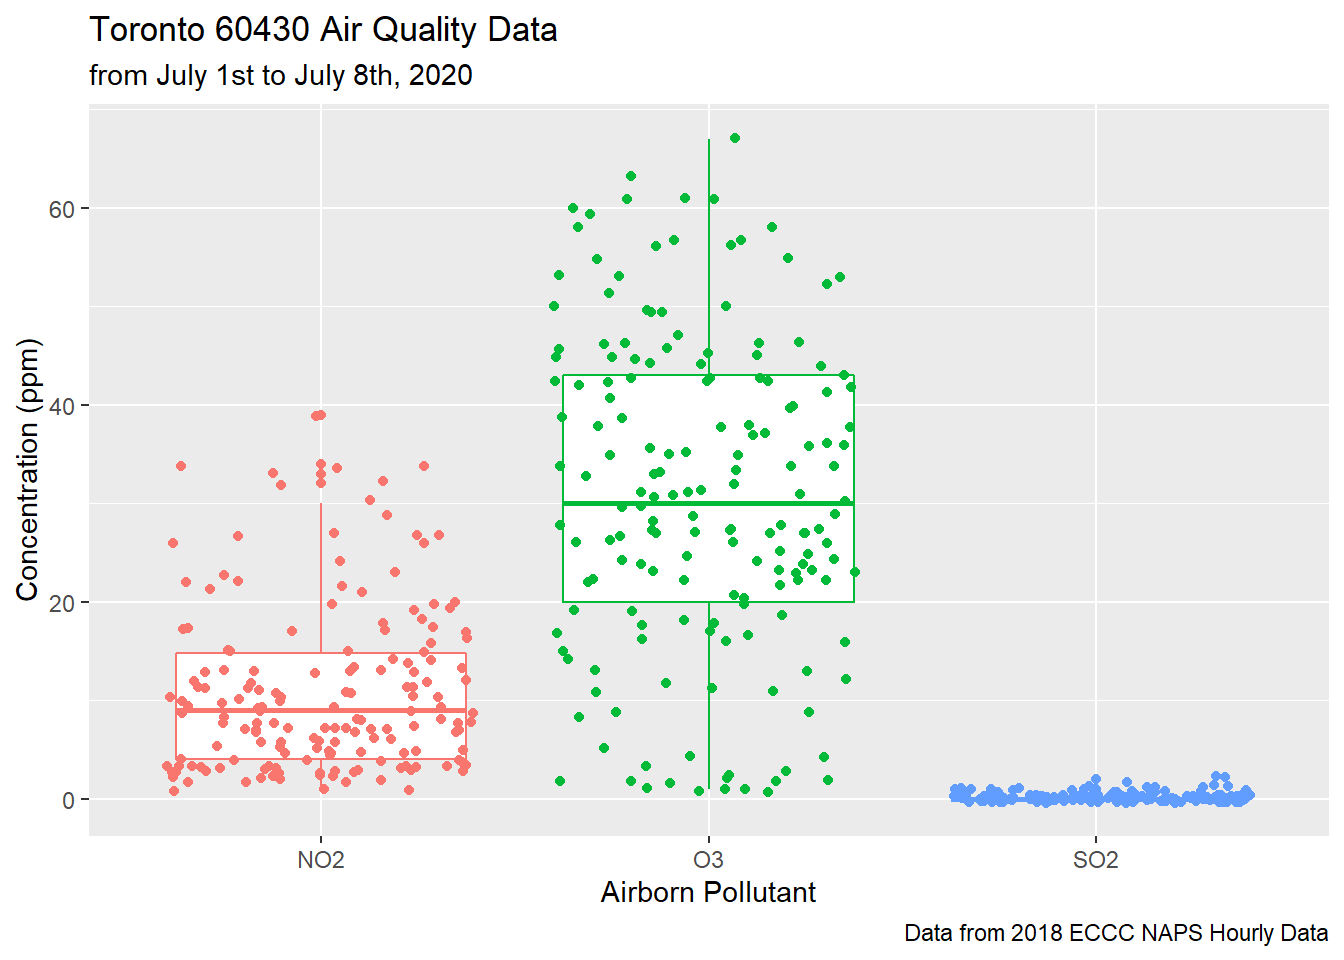 Toronto 60430 Air Quality Data
from July 1st to July 8th, 2020
Concentration (ppm)
60
40
20
0
NO2 O3 SO2
Airborn Pollutant
Data from 2018 ECCC NAPS Hourly Data